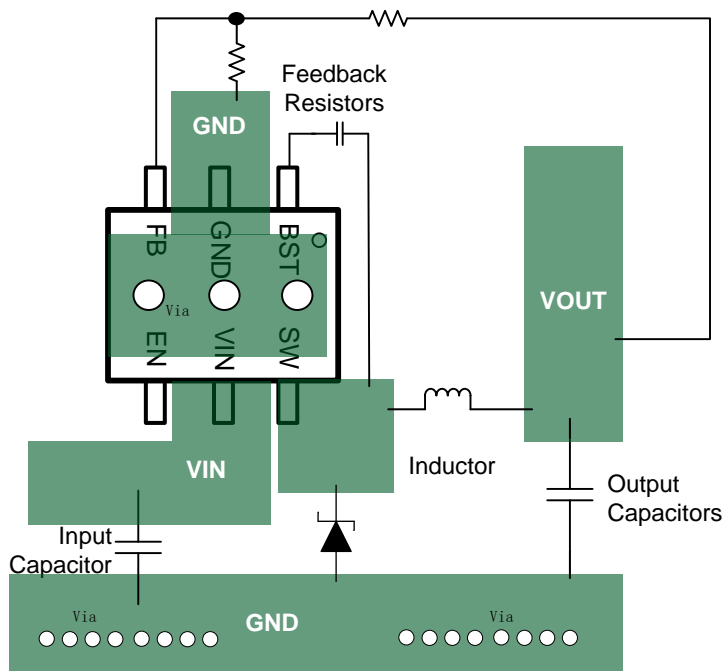 Feedback
Resistors
GND
FB
GND
BST
Via
VOUT
EN
VIN
SW
VIN
Inductor
Output
Capacitors
Input
Capacitor
Via
GND
Via